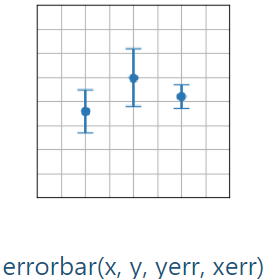 errorbar(x, y, yerr, xerr)